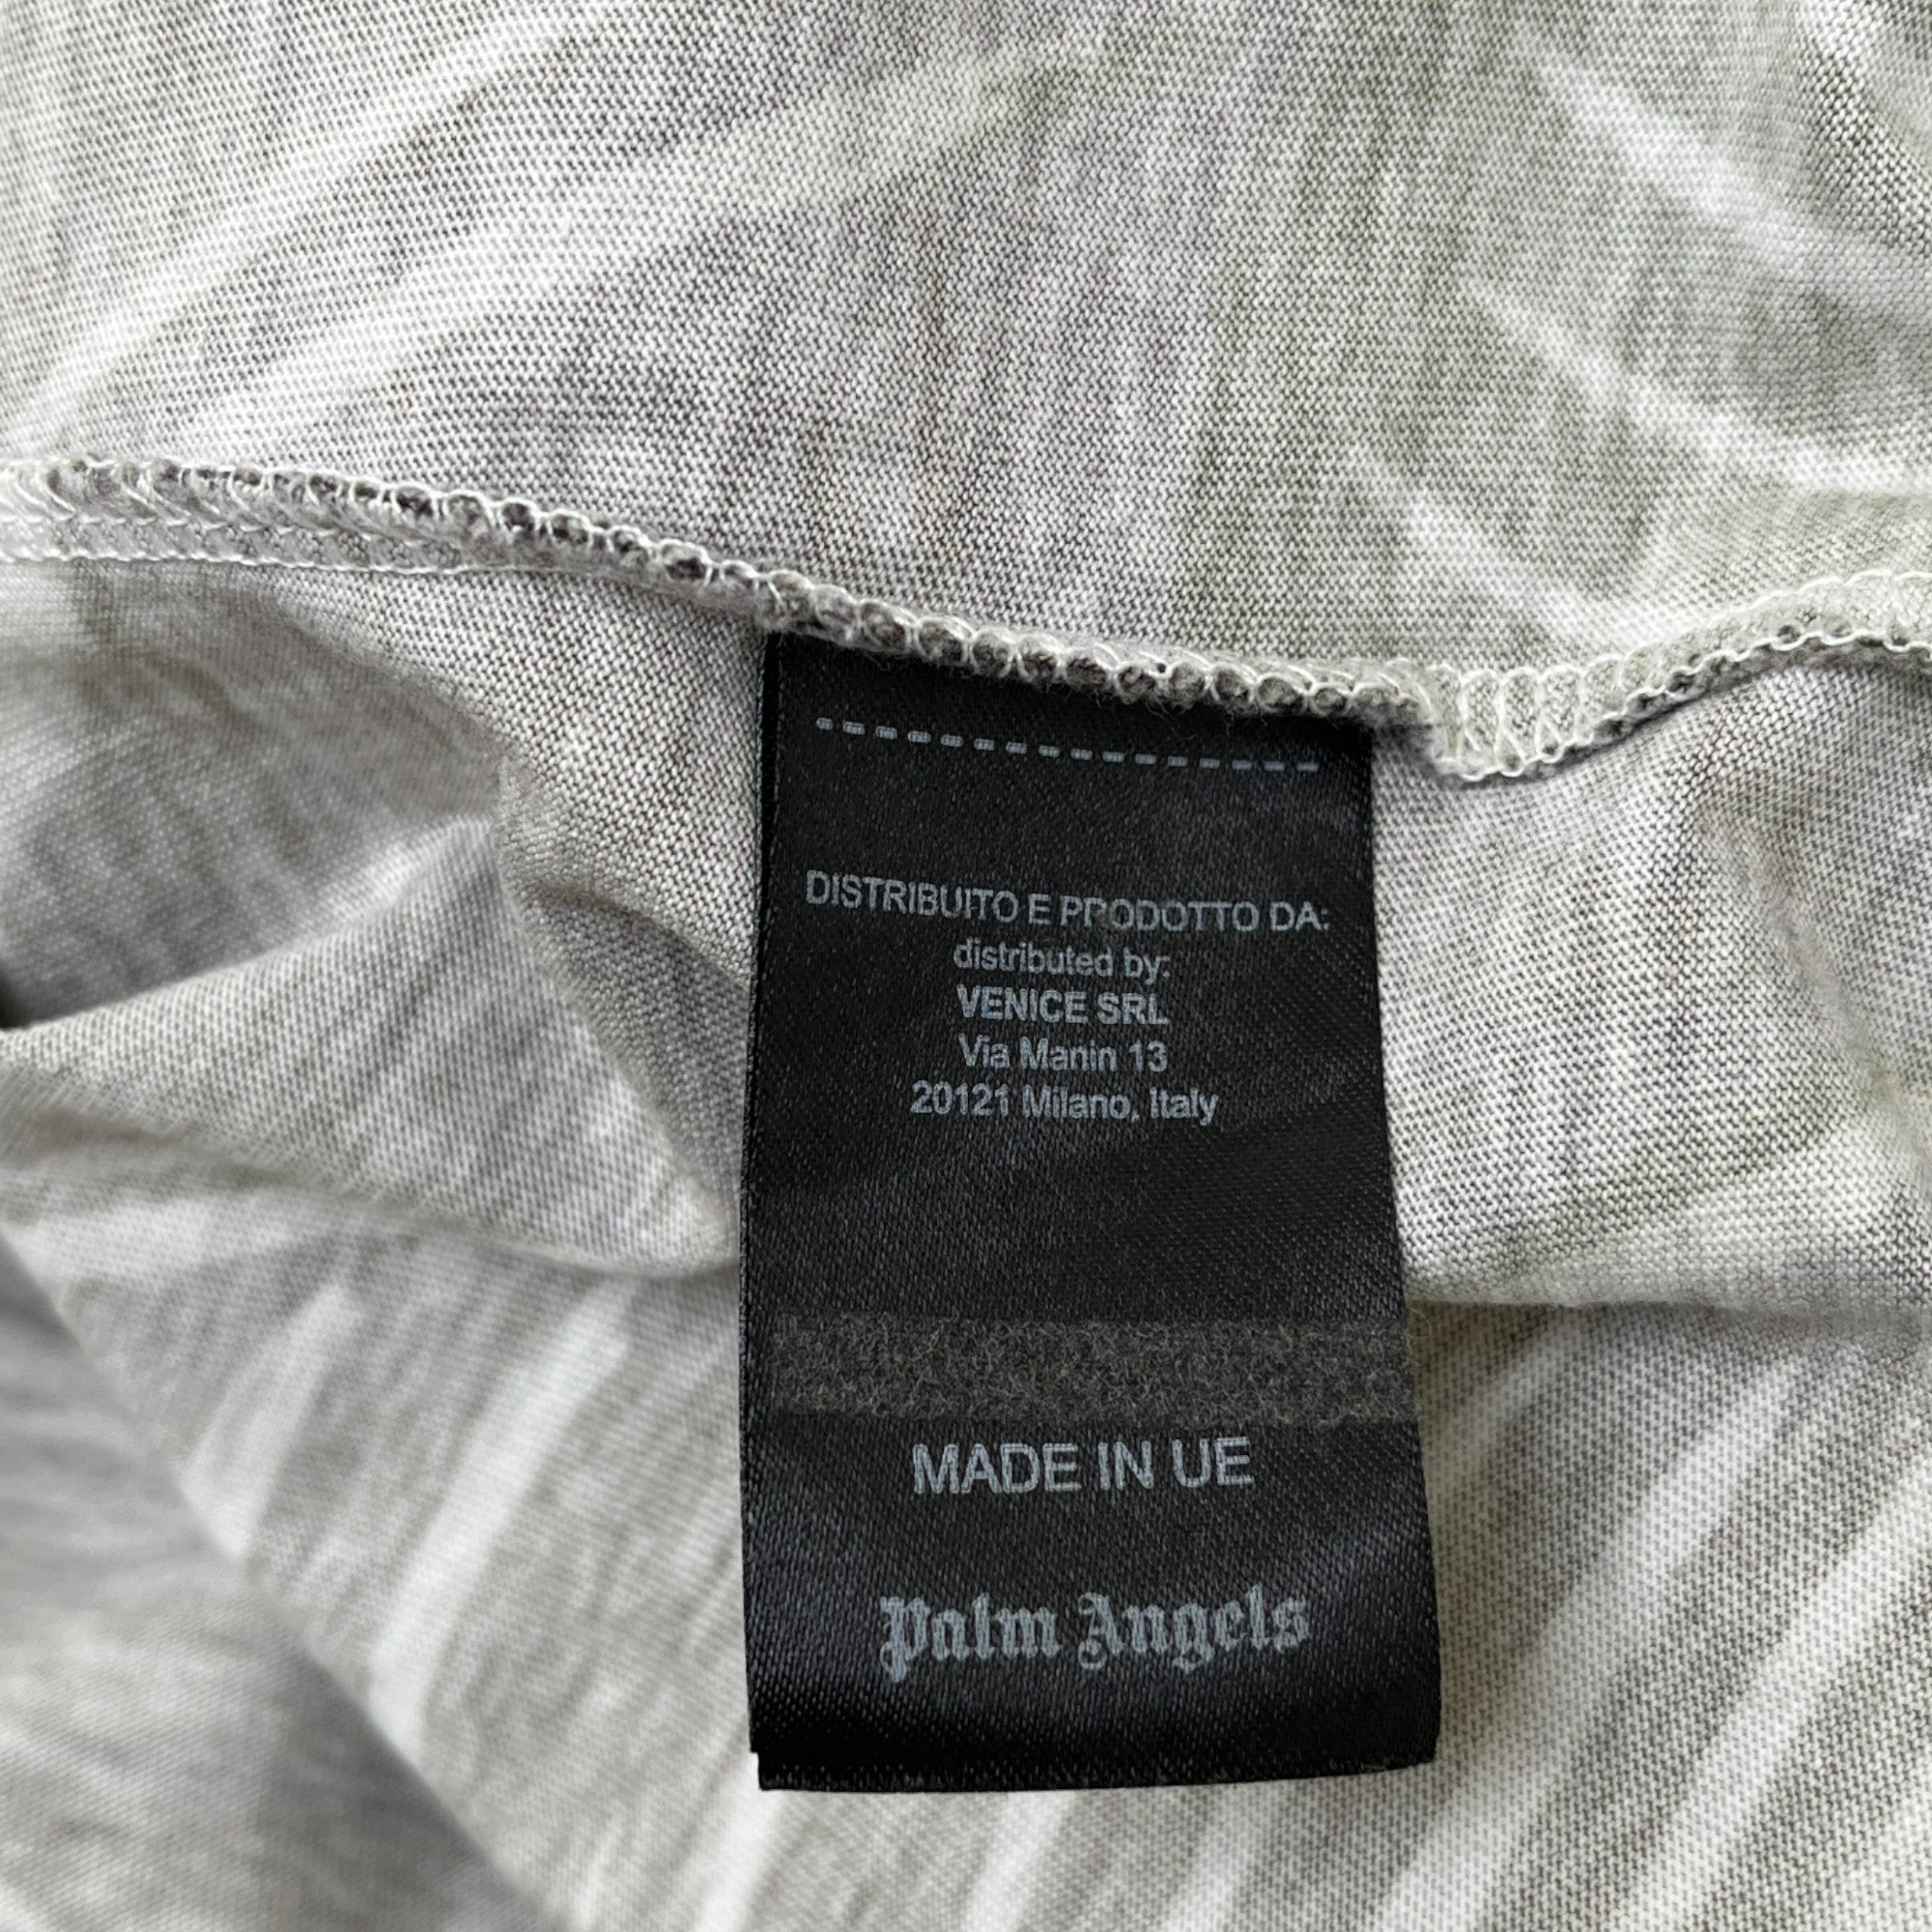 DISTRIBUITO E PRODOTTO DA:
distributed by:
VENICE SRL
Via Manin 13
20121 Milano, Italy
MADE IN UE
Palm Angels